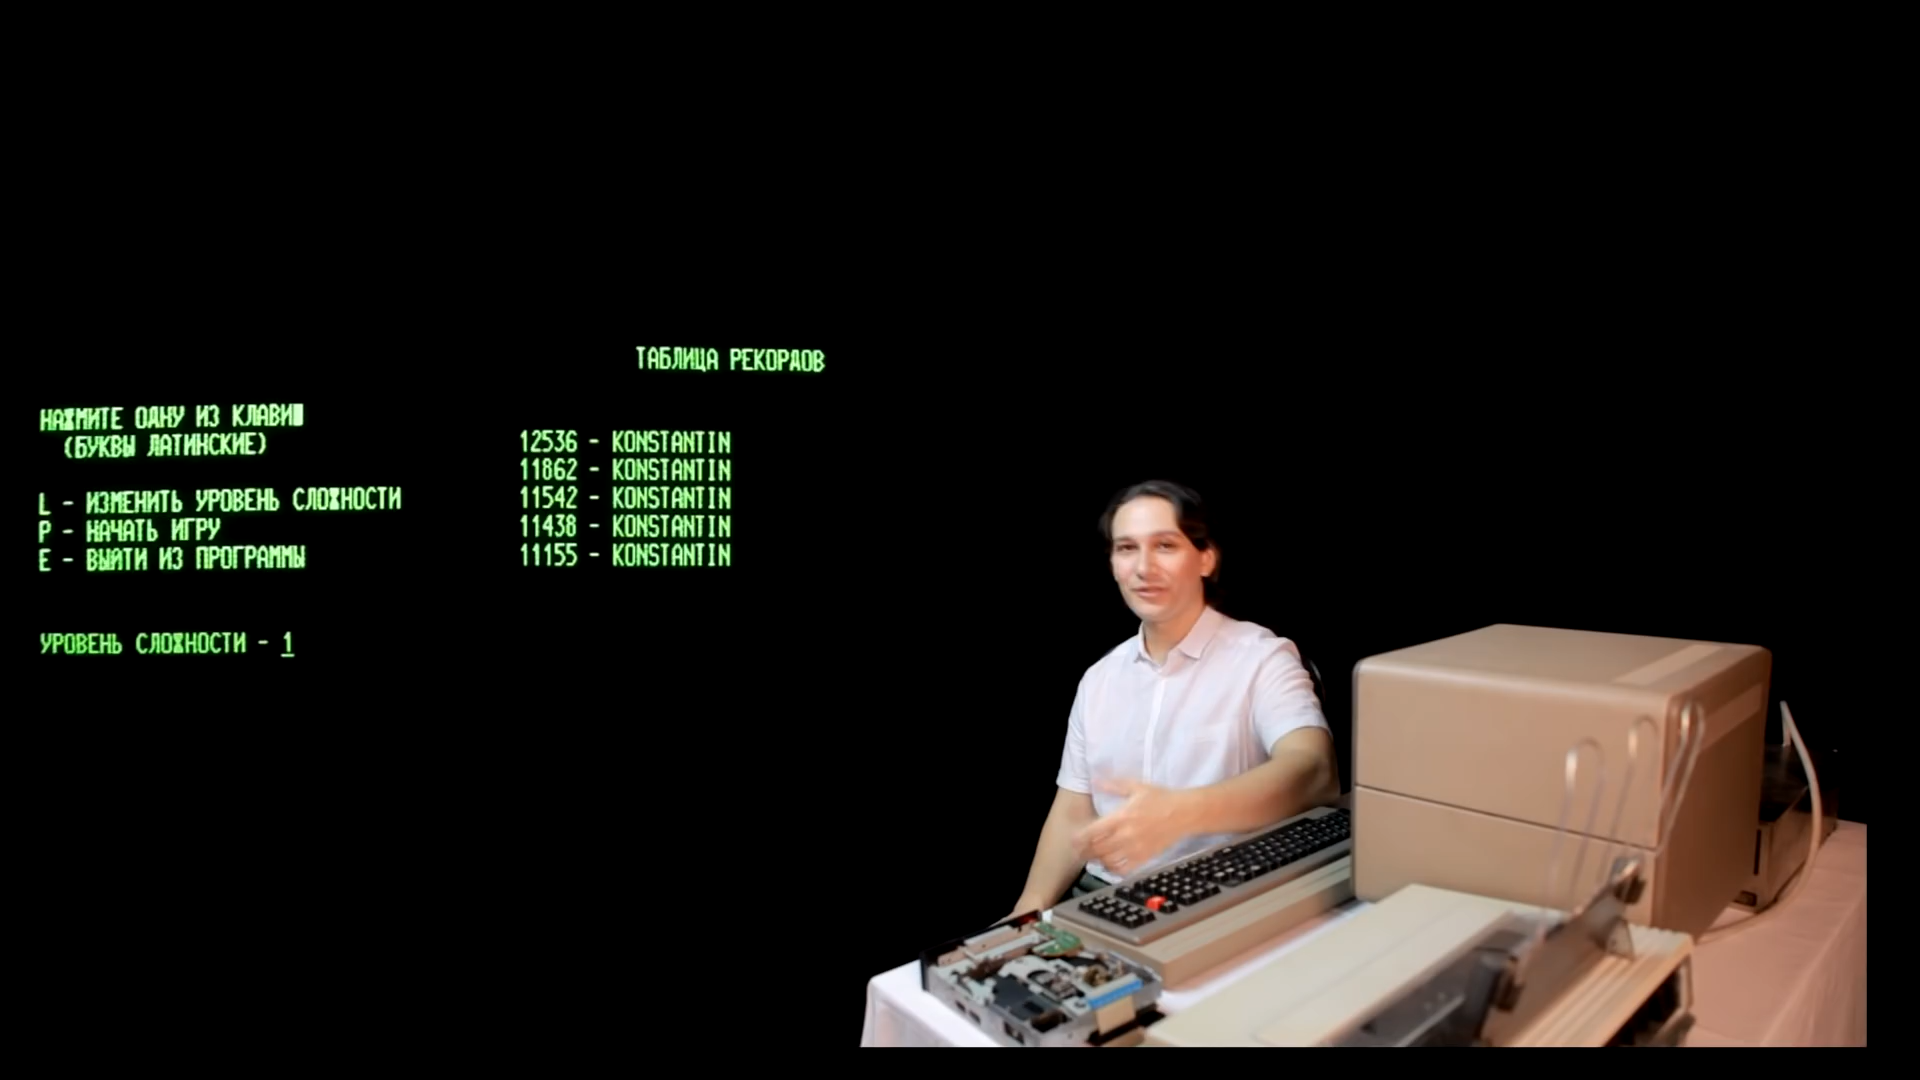 ТАБЛИЦА РЕКОРДОВ
НАЖМИТЕ ОДНУ ИЗ КЛАВИШ
(БУКВЫ ЛАТИНСКИЕ)
L - ИЗМЕНИТЬ УРОВЕНЬ СЛОЖНОСТИ
P - НАЧАТЬ ИГРУ
E - ВЫЙТИ ИЗ ПРОГРАММЫ
12536 - KONSTANTIN
11862 - KONSTANTIN
11542 - KONSTANTIN
11438 - KONSTANTIN
11155 - KONSTANTIN
УРОВЕНЬ СЛОЖНОСТИ - 1